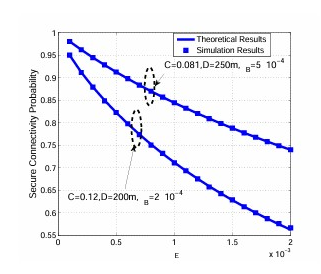 1
0.95
0.9
0.85
0.8
0.75
0.7
0.65
0.6
0.55
Secure Connectivity Probability
Theoretical Results
Simulation Results
C=0.081,D=250m, B=5 10⁻⁴
C=0.12,D=200m, B=2 10⁻⁴
0 0.5 1 1.5 2
x 10⁻³
E